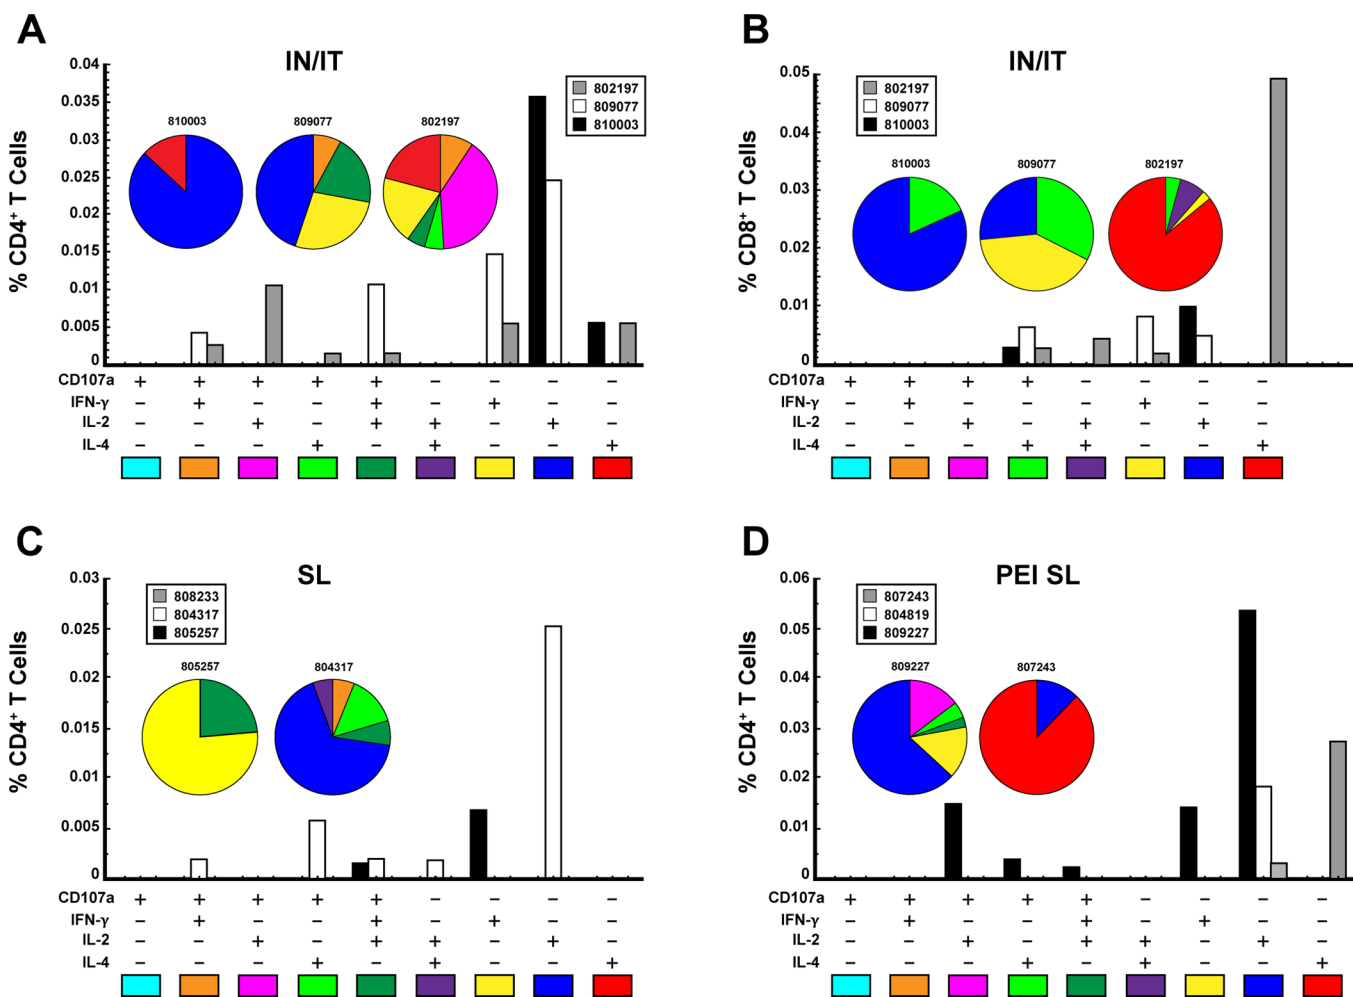 A
IN/IT
% CD4+ T Cells
0.04
0.035
0.03
0.025
0.02
0.015
0.01
0.005
0
802197
809077
810003
810003
809077
802197
CD107a + + + + + − − − −
IFN-γ − + − − + − + − −
IL-2 − − + − + + − + −
IL-4 − − − + − + − − +
B
IN/IT
% CD8+ T Cells
0.05
0.04
0.03
0.02
0.01
0
802197
809077
810003
810003
809077
802197
CD107a + + + + − − − −
IFN-γ − + − − − + − −
IL-2 − − + − + − + −
IL-4 − − − + + − − +
C
SL
% CD4+ T Cells
0.03
0.025
0.02
0.015
0.01
0.005
0
808233
804317
805257
805257
804317
CD107a + + + + + − − − −
IFN-γ − + − − + − + − −
IL-2 − − + − + + − + −
IL-4 − − − + − + − − +
D
PEI SL
% CD4+ T Cells
0.06
0.05
0.04
0.03
0.02
0.01
0
807243
804819
809227
809227
807243
CD107a + + + + + − − − −
IFN-γ − + − − + − + − −
IL-2 − − + − + + − + −
IL-4 − − − + − + − − +